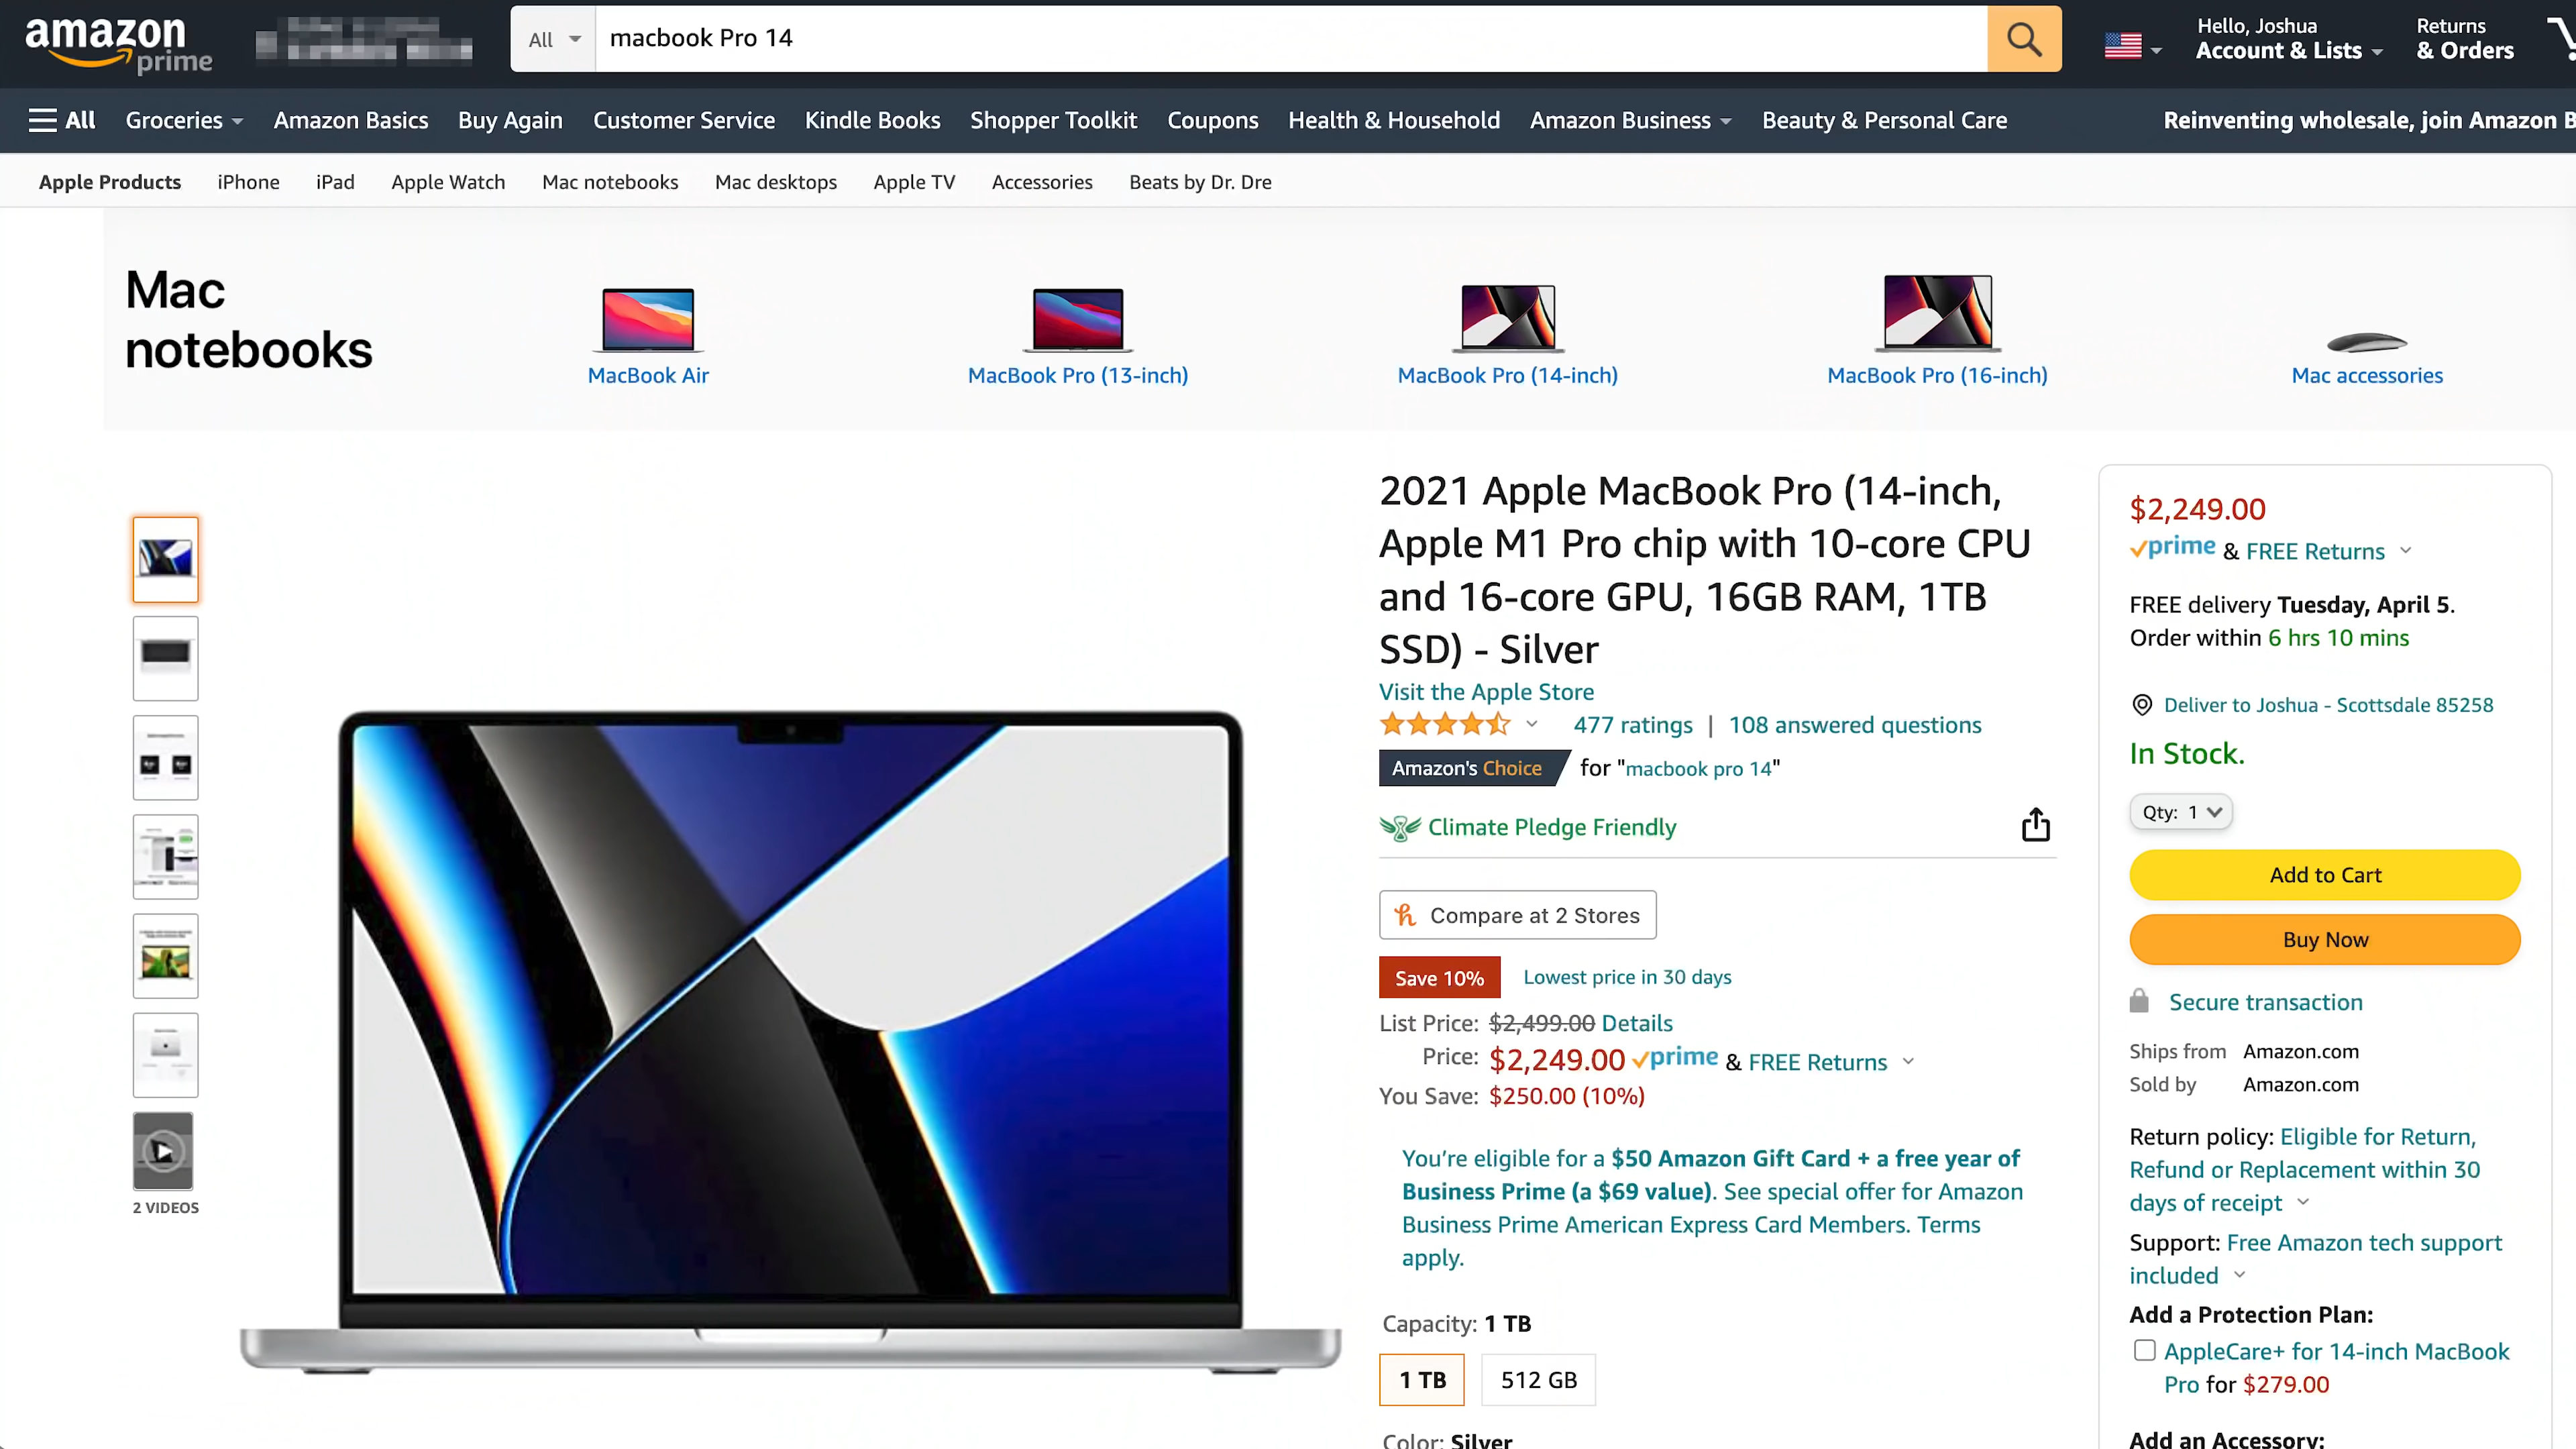 amazon
prime
All
macbook Pro 14
Hello, Joshua
Account & Lists
Returns
& Orders
All
Groceries
Amazon Basics
Buy Again
Customer Service
Kindle Books
Shopper Toolkit
Coupons
Health & Household
Amazon Business
Beauty & Personal Care
Reinventing wholesale, join Amazon B
Apple Products
iPhone
iPad
Apple Watch
Mac notebooks
Mac desktops
Apple TV
Accessories
Beats by Dr. Dre
Mac
notebooks
MacBook Air
MacBook Pro (13-inch)
MacBook Pro (14-inch)
MacBook Pro (16-inch)
Mac accessories
2 VIDEOS
2021 Apple MacBook Pro (14-inch,
Apple M1 Pro chip with 10-core CPU
and 16-core GPU, 16GB RAM, 1TB
SSD) - Silver
Visit the Apple Store
477 ratings | 108 answered questions
Amazon's Choice for "macbook pro 14"
Climate Pledge Friendly
Compare at 2 Stores
Save 10% Lowest price in 30 days
List Price: $2,499.00 Details
Price: $2,249.00 prime & FREE Returns
You Save: $250.00 (10%)
You're eligible for a $50 Amazon Gift Card + a free year of
Business Prime (a $69 value). See special offer for Amazon
Business Prime American Express Card Members. Terms
apply.
Capacity: 1 TB
1 TB
512 GB
Color: Silver
$2,249.00
prime & FREE Returns
FREE delivery Tuesday, April 5.
Order within 6 hrs 10 mins
Deliver to Joshua - Scottsdale 85258
In Stock.
Qty: 1
Add to Cart
Buy Now
Secure transaction
Ships from Amazon.com
Sold by Amazon.com
Return policy: Eligible for Return,
Refund or Replacement within 30
days of receipt
Support: Free Amazon tech support
included
Add a Protection Plan:
AppleCare+ for 14-inch MacBook
Pro for $279.00
Add an Accessory: